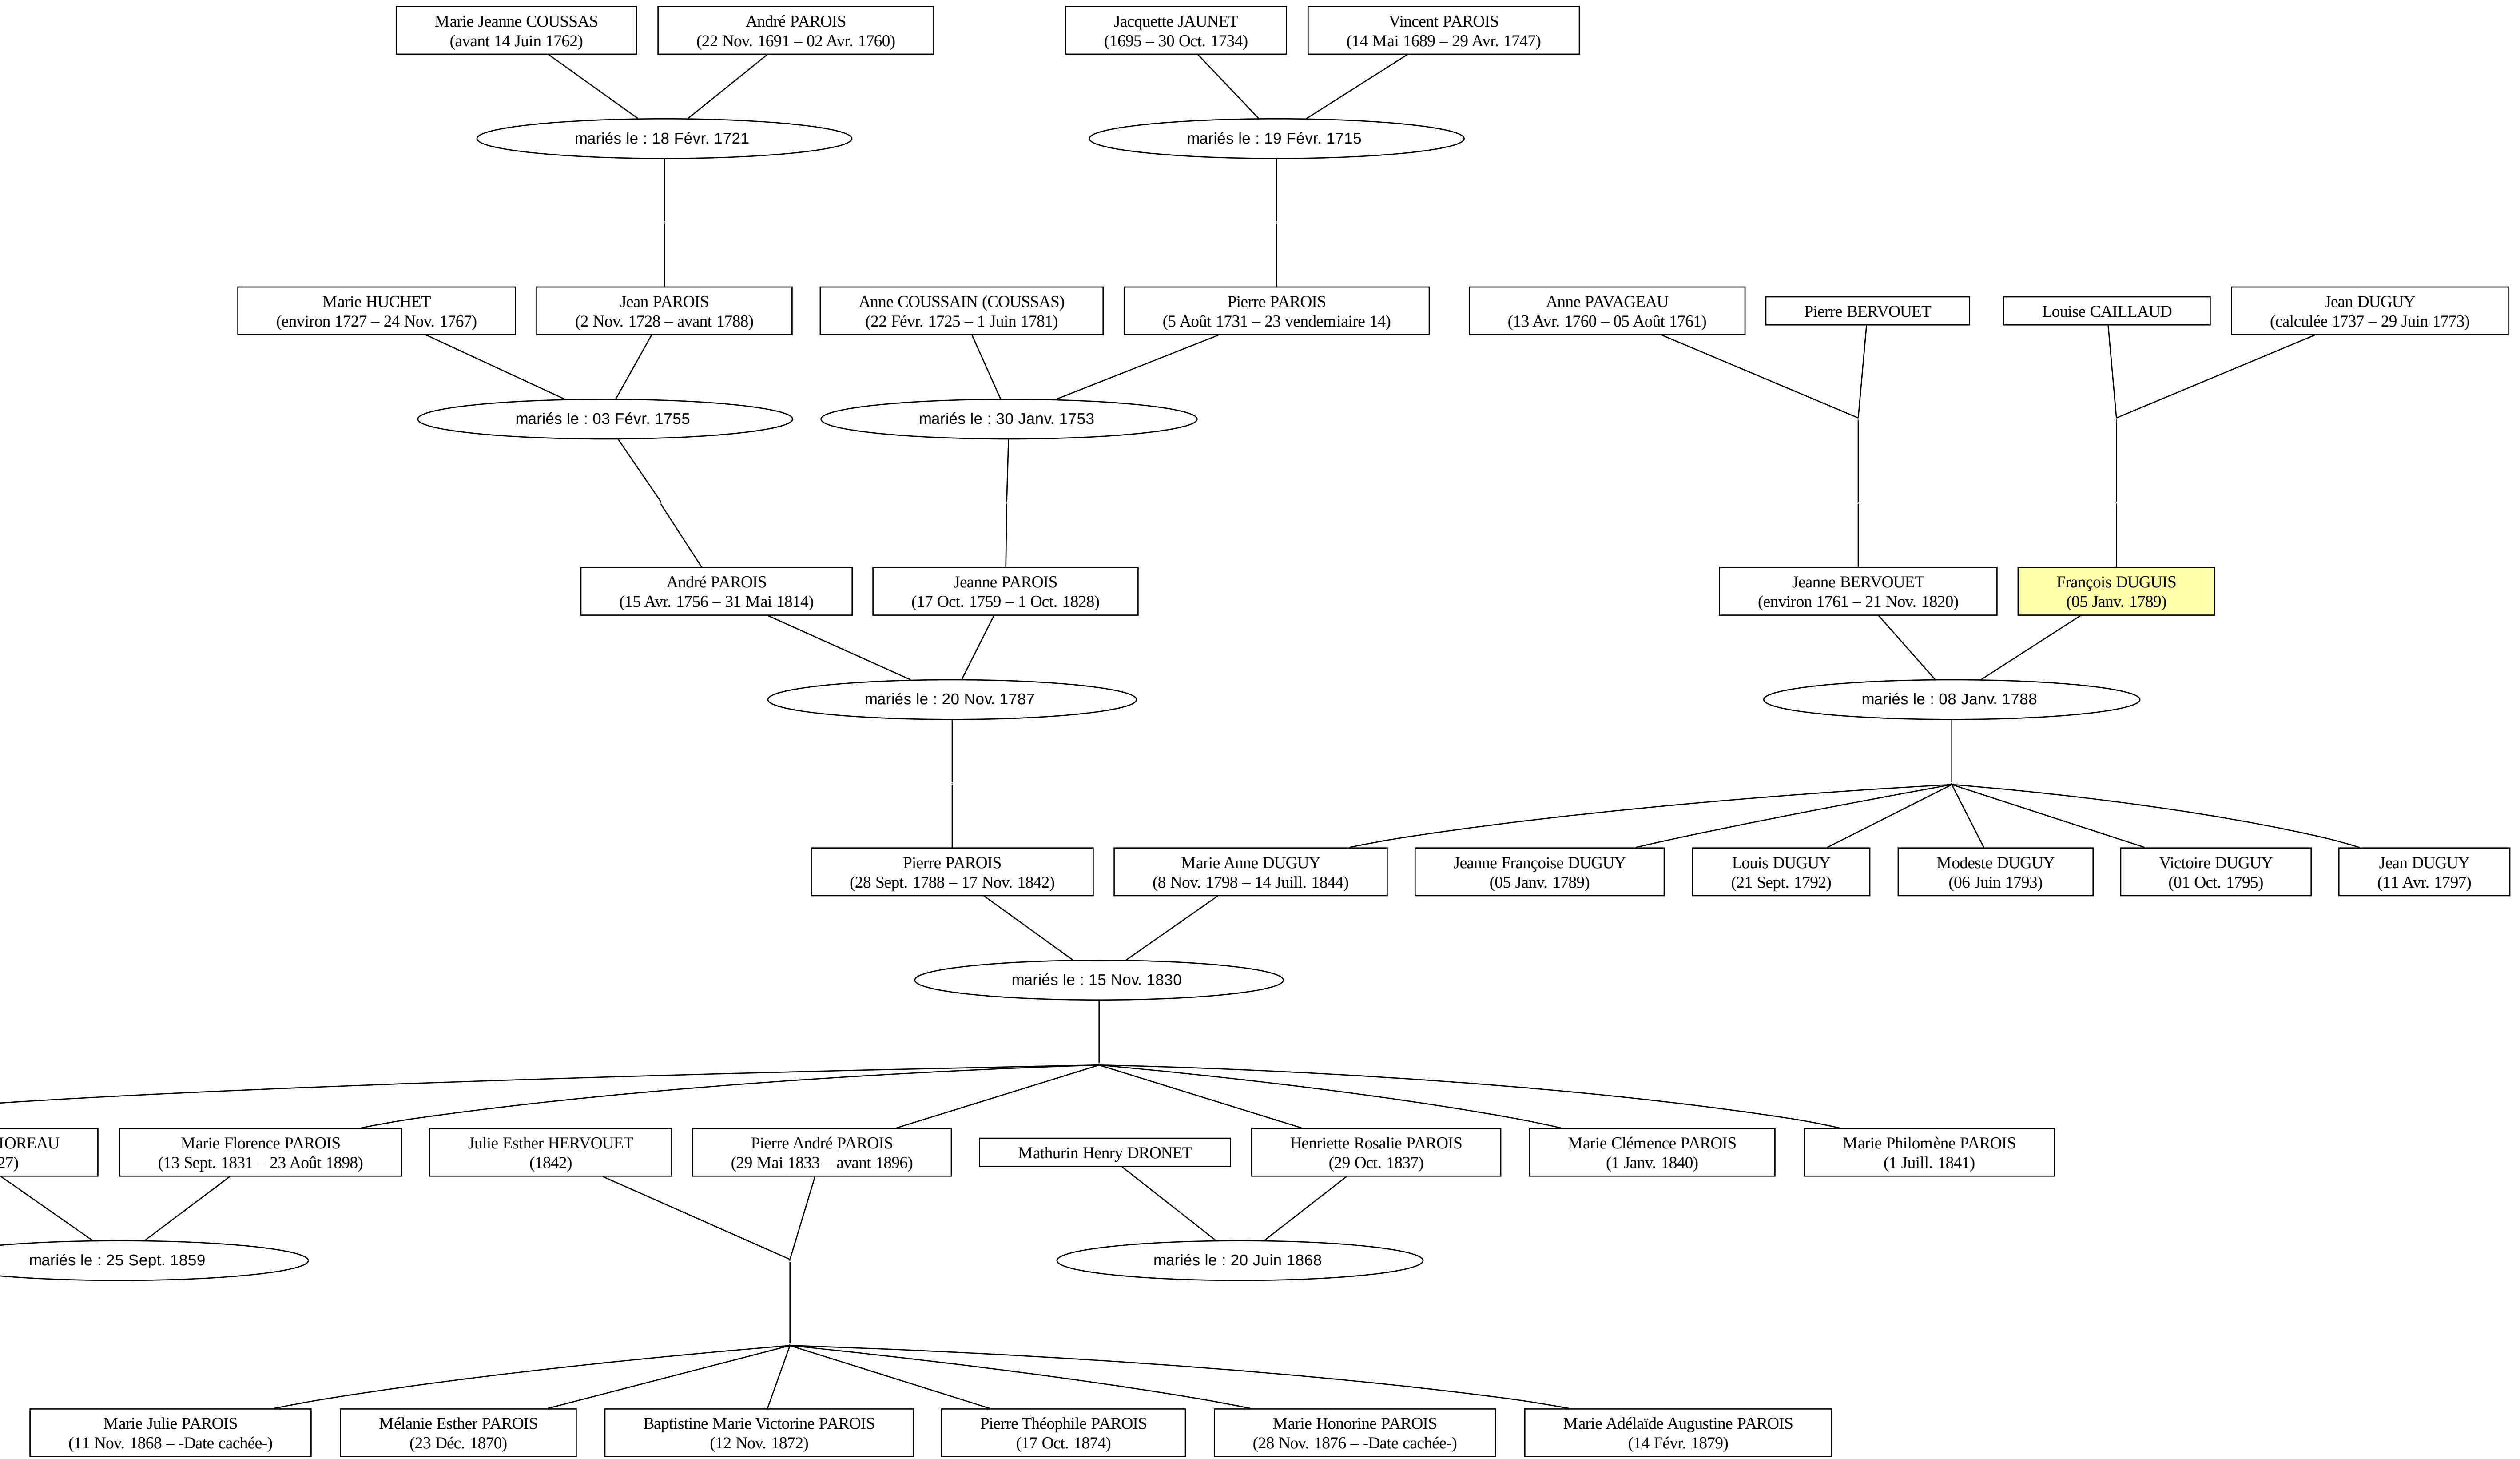 Marie Jeanne COUSSAS
(avant 14 Juin 1762)
André PAROIS
(22 Nov. 1691 – 02 Avr. 1760)
Jacquette JAUNET
(1695 – 30 Oct. 1734)
Vincent PAROIS
(14 Mai 1689 – 29 Avr. 1747)
mariés le : 18 Févr. 1721
mariés le : 19 Févr. 1715
Marie HUCHET
(environ 1727 – 24 Nov. 1767)
Jean PAROIS
(2 Nov. 1728 – avant 1788)
Anne COUSSAIN (COUSSAS)
(22 Févr. 1725 – 1 Juin 1781)
Pierre PAROIS
(5 Août 1731 – 23 vendemiaire 14)
Anne PAVAGEAU
(13 Avr. 1760 – 05 Août 1761)
Pierre BERVOUET
Louise CAILLAUD
Jean DUGUY
(calculée 1737 – 29 Juin 1773)
mariés le : 03 Févr. 1755
mariés le : 30 Janv. 1753
André PAROIS
(15 Avr. 1756 – 31 Mai 1814)
Jeanne PAROIS
(17 Oct. 1759 – 1 Oct. 1828)
Jeanne BERVOUET
(environ 1761 – 21 Nov. 1820)
François DUGUIS
(05 Janv. 1789)
mariés le : 20 Nov. 1787
mariés le : 08 Janv. 1788
Pierre PAROIS
(28 Sept. 1788 – 17 Nov. 1842)
Marie Anne DUGUY
(8 Nov. 1798 – 14 Juill. 1844)
Jeanne Françoise DUGUY
(05 Janv. 1789)
Louis DUGUY
(21 Sept. 1792)
Modeste DUGUY
(06 Juin 1793)
Victoire DUGUY
(01 Oct. 1795)
Jean DUGUY
(11 Avr. 1797)
mariés le : 15 Nov. 1830
MOREAU
27)
Marie Florence PAROIS
(13 Sept. 1831 – 23 Août 1898)
Julie Esther HERVOUET
(1842)
Pierre André PAROIS
(29 Mai 1833 – avant 1896)
Mathurin Henry DRONET
Henriette Rosalie PAROIS
(29 Oct. 1837)
Marie Clémence PAROIS
(1 Janv. 1840)
Marie Philomène PAROIS
(1 Juill. 1841)
mariés le : 25 Sept. 1859
mariés le : 20 Juin 1868
Marie Julie PAROIS
(11 Nov. 1868 – -Date cachée-)
Mélanie Esther PAROIS
(23 Déc. 1870)
Baptistine Marie Victorine PAROIS
(12 Nov. 1872)
Pierre Théophile PAROIS
(17 Oct. 1874)
Marie Honorine PAROIS
(28 Nov. 1876 – -Date cachée-)
Marie Adélaïde Augustine PAROIS
(14 Févr. 1879)